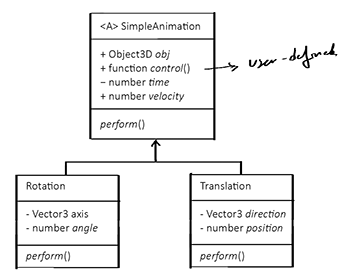 <A> SimpleAnimation
+ Object3D obj
+ function control()
user-defined.
– number time
+ number velocity
perform()
Rotation
- Vector3 axis
- number angle
perform()
Translation
- Vector3 direction
- number position
perform()